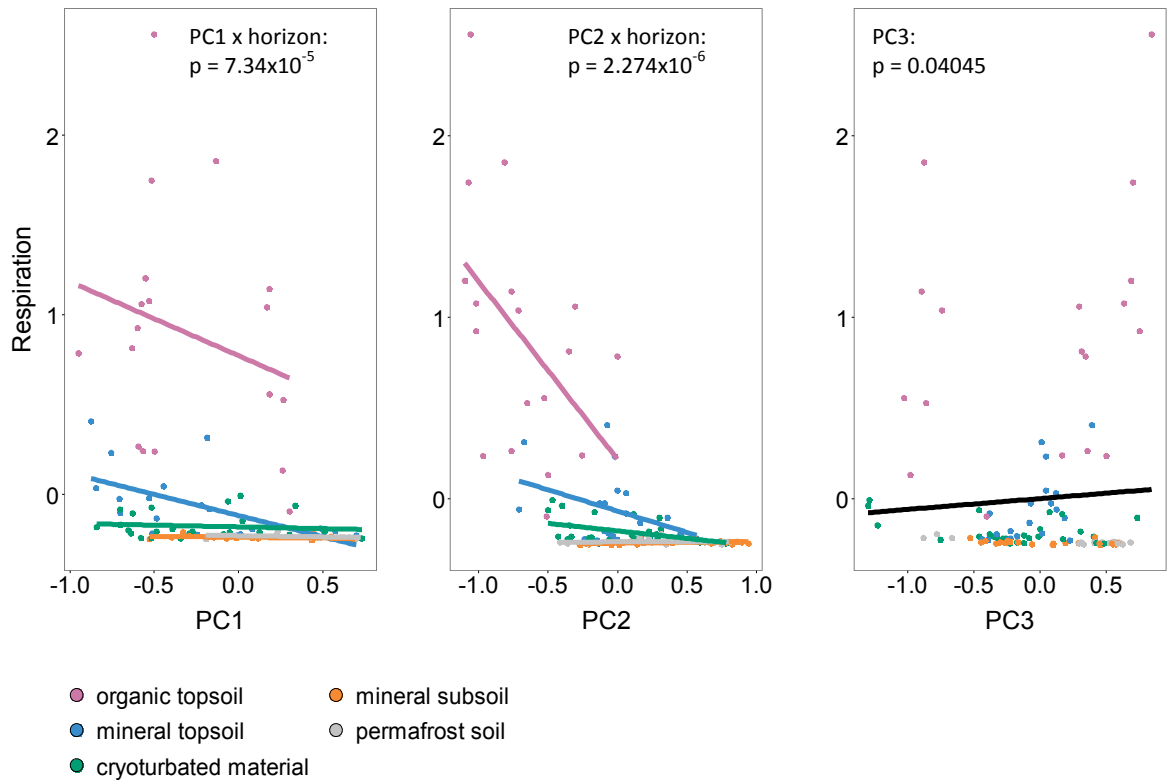 PC1 x horizon:
p = 7.34x10⁻⁵
PC2 x horizon:
p = 2.274x10⁻⁶
PC3:
p = 0.04045
Respiration
2
1
0
2
1
0
2
1
0
-1.0 -0.5 0.0 0.5
-1.0 -0.5 0.0 0.5 1.0
-1.0 -0.5 0.0 0.5
PC1
PC2
PC3
organic topsoil
mineral topsoil
cryoturbated material
mineral subsoil
permafrost soil